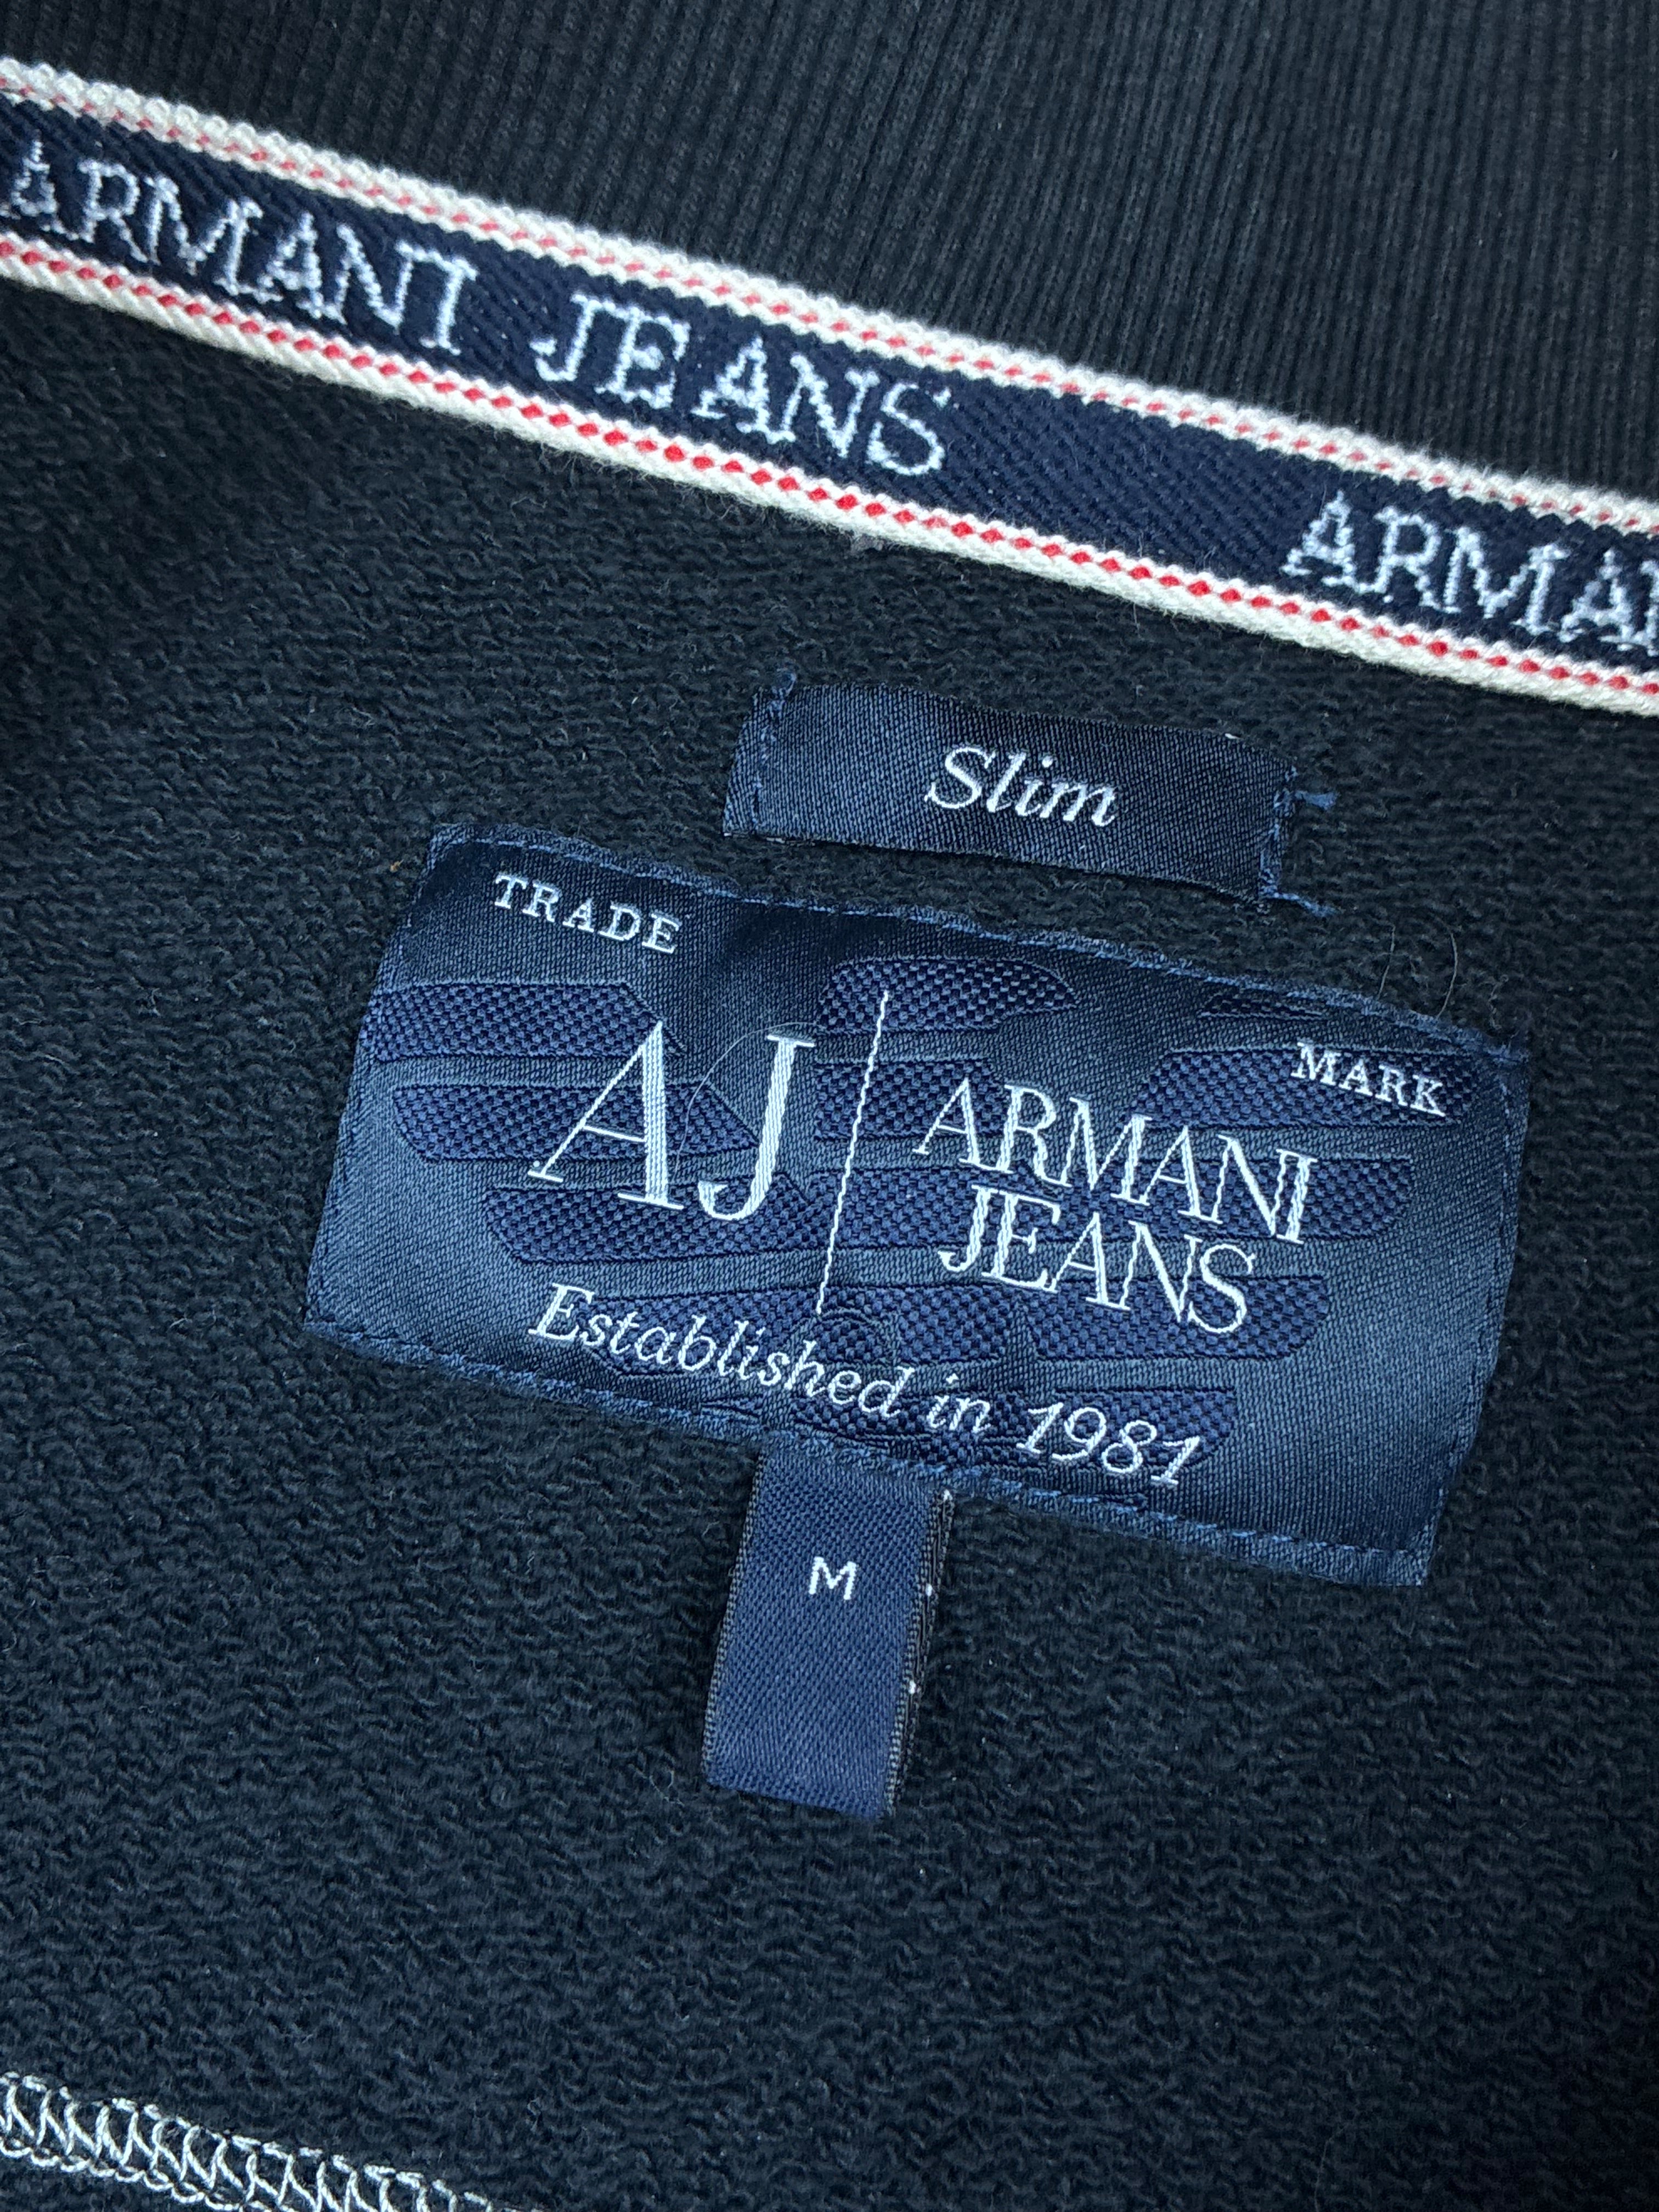 ARMANI JEANS ARMANI
Slim
TRADE MARK
AJ ARMANI
JEANS
Established in 1981
M